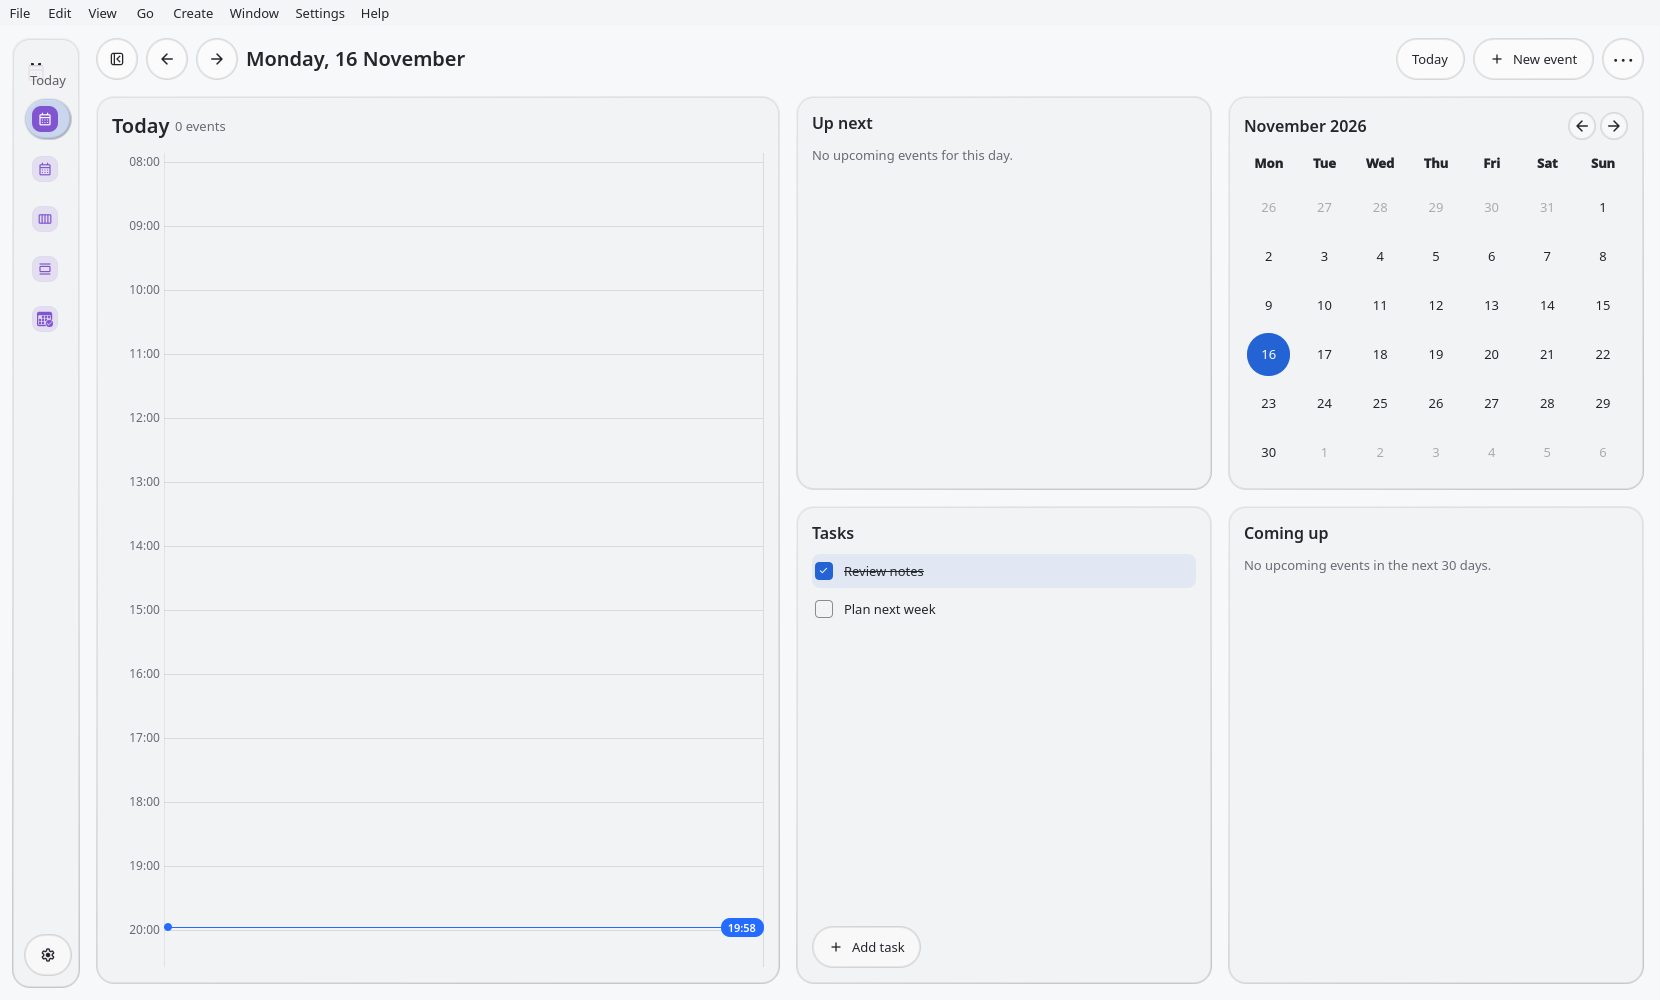 File Edit View Go Create Window Settings Help
Today
Monday, 16 November
Today
+ New event
...
Today 0 events
08:00
09:00
10:00
11:00
12:00
13:00
14:00
15:00
16:00
17:00
18:00
19:00
20:00
19:58
Up next
No upcoming events for this day.
November 2026
Mon Tue Wed Thu Fri Sat Sun
26 27 28 29 30 31 1
2 3 4 5 6 7 8
9 10 11 12 13 14 15
16 17 18 19 20 21 22
23 24 25 26 27 28 29
30 1 2 3 4 5 6
Tasks
Review notes
Plan next week
+ Add task
Coming up
No upcoming events in the next 30 days.